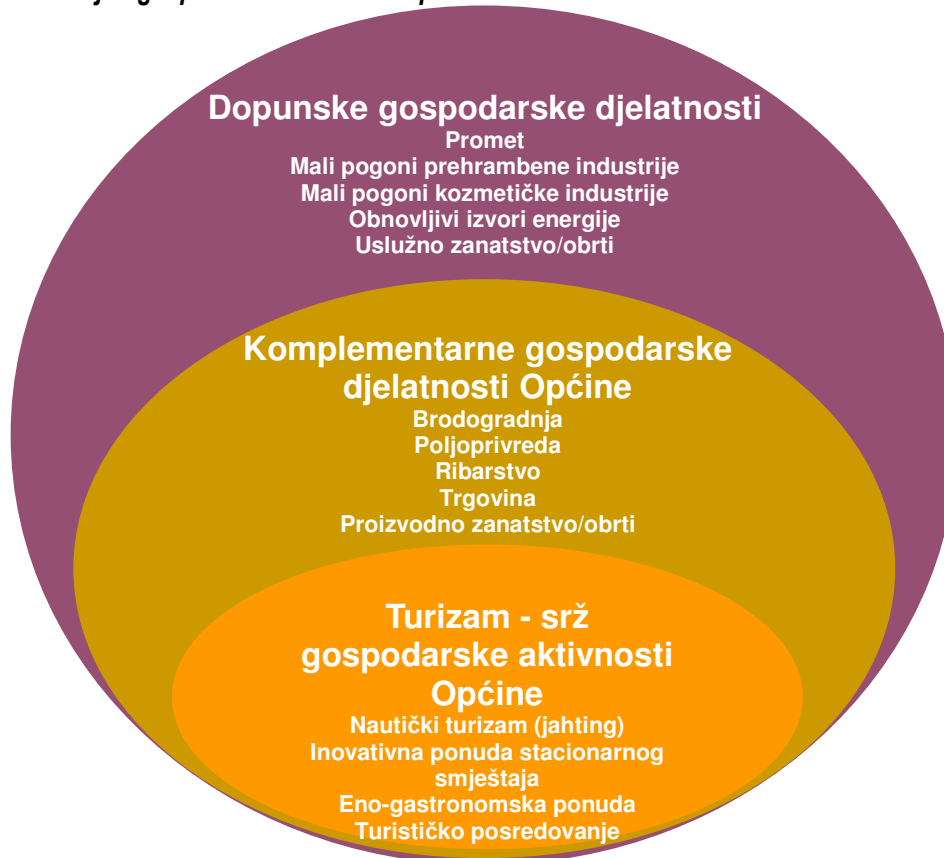 Dopunske gospodarske djelatnosti
Promet
Mali pogoni prehrambene industrije
Mali pogoni kozmetičke industrije
Obnovljivi izvori energije
Uslužno zanatstvo/obrti
Komplementarne gospodarske
djelatnosti Općine
Brodogradnja
Poljoprivreda
Ribarstvo
Trgovina
Proizvodno zanatstvo/obrti
Turizam - srž
gospodarske aktivnosti
Općine
Nautički turizam (jahting)
Inovativna ponuda stacionarnog
smještaja
Eno-gastronomska ponuda
Turističko posredovanje